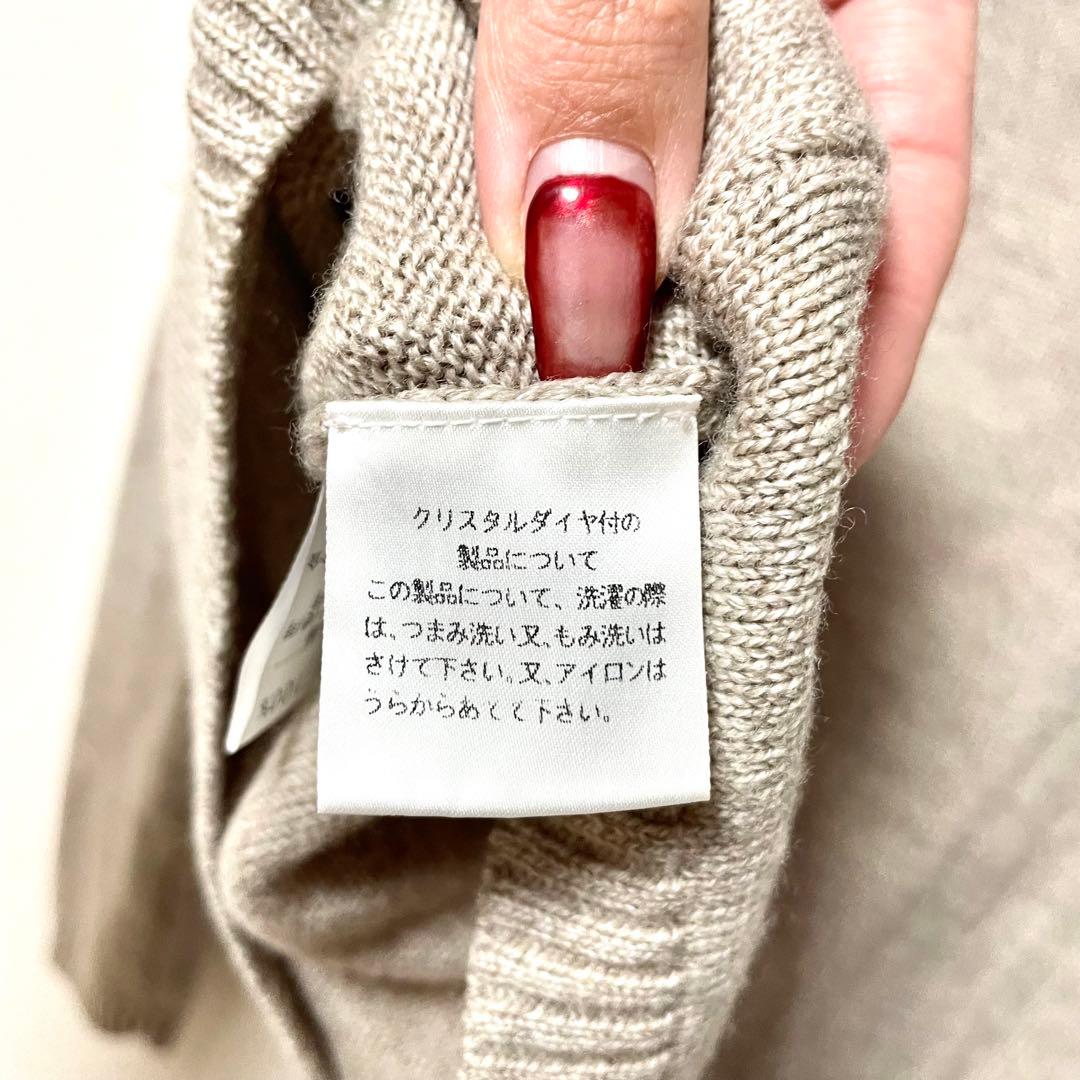 クリスタルダイヤ付の
製品について
この製品について、洗濯の際
は、つまみ洗い又、もみ洗いは
さけて下さい。又、アイロンは
うらからあてて下さい。